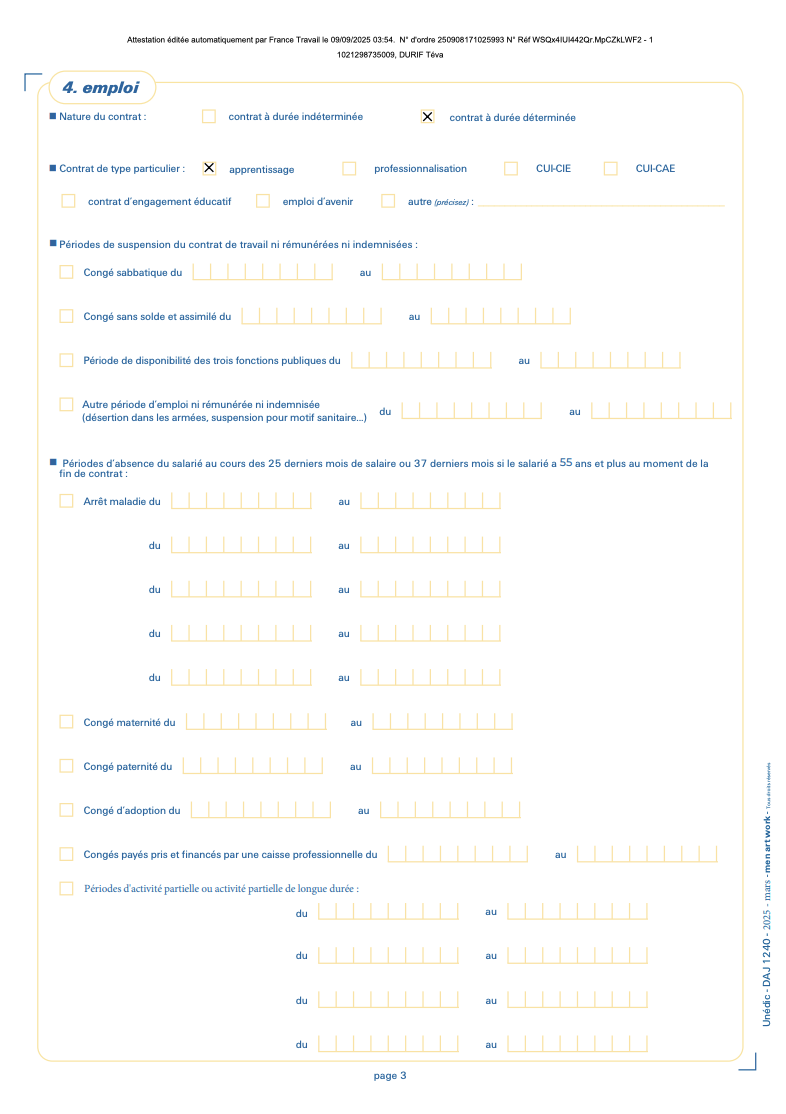 Attestation éditée automatiquement par France Travail le 09/09/2025 03:54. N° d'ordre 250908171025993 N° Réf WSQx4IUI442Qr.MpCZkLWF2 - 1
1021298735009, DURIF Téva
4. emploi
Nature du contrat : contrat à durée indéterminée X contrat à durée déterminée
Contrat de type particulier : X apprentissage professionnalisation CUI-CIE CUI-CAE
contrat d'engagement éducatif emploi d'avenir autre (précisez) :
Périodes de suspension du contrat de travail ni rémunérées ni indemnisées :
Congé sabbatique du au
Congé sans solde et assimilé du au
Période de disponibilité des trois fonctions publiques du au
Autre période d'emploi ni rémunérée ni indemnisée
(désertion dans les armées, suspension pour motif sanitaire...) du au
Périodes d'absence du salarié au cours des 25 derniers mois de salaire ou 37 derniers mois si le salarié a 55 ans et plus au moment de la
fin de contrat :
Arrêt maladie du au
du au
du au
du au
du au
Congé maternité du au
Congé paternité du au
Congé d'adoption du au
Congés payés pris et financés par une caisse professionnelle du au
Périodes d'activité partielle ou activité partielle de longue durée :
du au
du au
du au
du au
page 3
Unédic - DAJ 1240 - 2025 - mars - men art work - Tous droits réservés